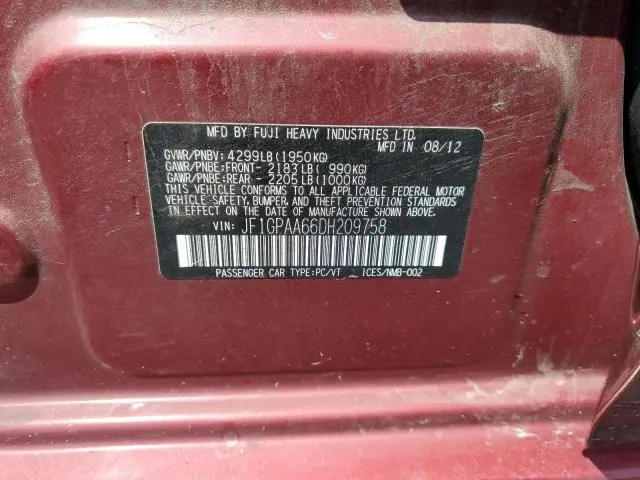 MFD BY FUJI HEAVY INDUSTRIES LTD.
MFD IN 08/12
GVWR/PNBV: 4299LB(1950KG)
GAWR/PNBE:FRONT- 2183LB( 990KG)
GAWR/PNBE:REAR - 2205LB(1000KG)
THIS VEHICLE CONFORMS TO ALL APPLICABLE FEDERAL MOTOR
VEHICLE SAFETY, BUMPER, AND THEFT PREVENTION STANDARDS
IN EFFECT ON THE DATE OF MANUFACTURE SHOWN ABOVE.
VIN: JF1GPAA66DH209758
PASSENGER CAR TYPE:PC/VT ICES/NMB-002